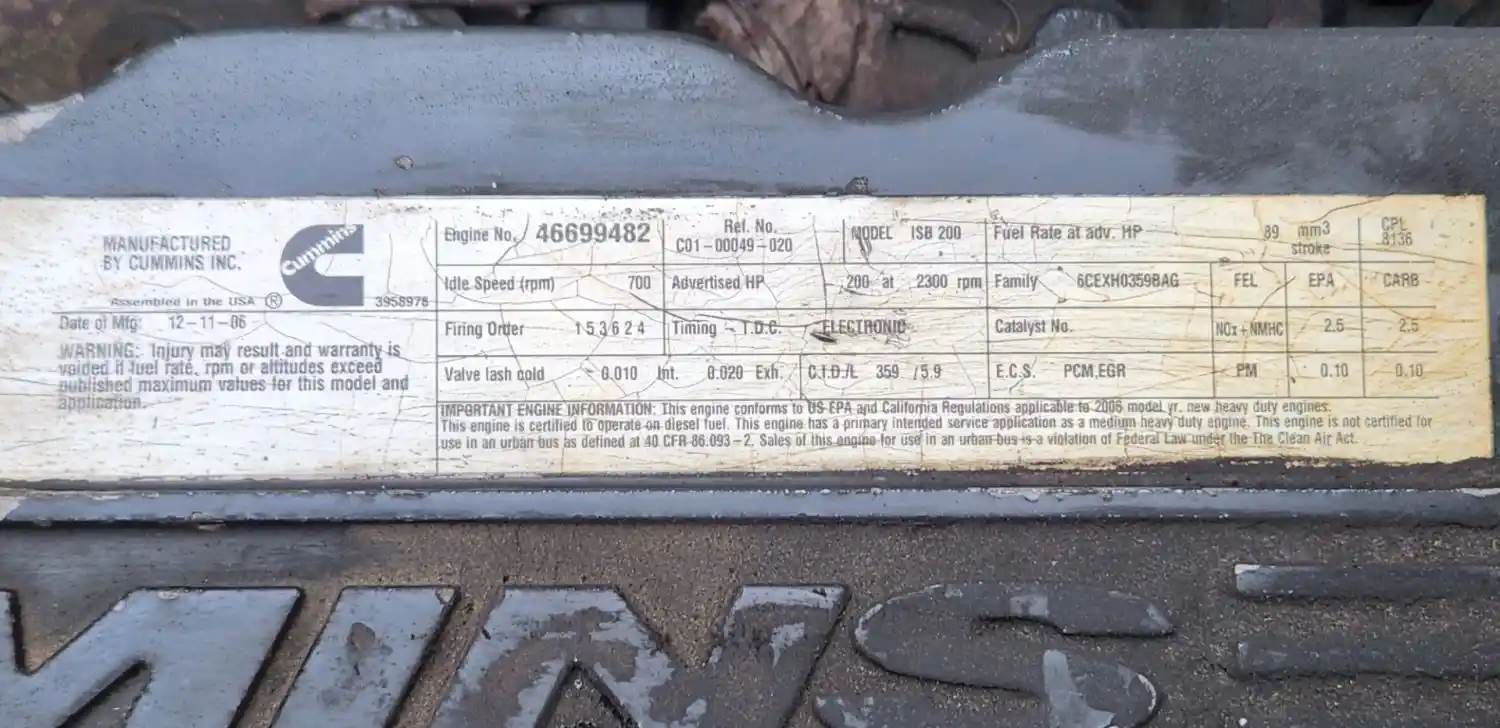 MANUFACTURED
BY CUMMINS INC.
Cummins
Assembled in the USA ® 3958976
Date of Mfg: 12-11-06
WARNING: Injury may result and warranty is
voided if fuel rate, rpm or altitudes exceed
published maximum values for this model and
application.
Engine No. 46699482 Ref. No. C01-00049-020 MODEL ISB 200 Fuel Rate at adv. HP 89 mm3 stroke CPL 8136
Idle Speed (rpm) 700 Advertised HP 200 at 2300 rpm Family 6CEXH0359BAG FEL EPA CARB
Firing Order 1 5 3 6 2 4 Timing - T.D.C. ELECTRONIC Catalyst No. NOx+NMHC 2.5 2.5
Valve lash cold 0.010 Int. 0.020 Exh. C.I.D./L 359 /5.9 E.C.S. PCM,EGR PM 0.10 0.10
IMPORTANT ENGINE INFORMATION: This engine conforms to US EPA and California Regulations applicable to 2006 model yr. new heavy duty engines.
This engine is certified to operate on diesel fuel. This engine has a primary intended service application as a medium heavy duty engine. This engine is not certified for
use in an urban bus as defined at 40 CFR 86.093-2. Sales of this engine for use in an urban bus is a violation of Federal Law under the The Clean Air Act.
MINS